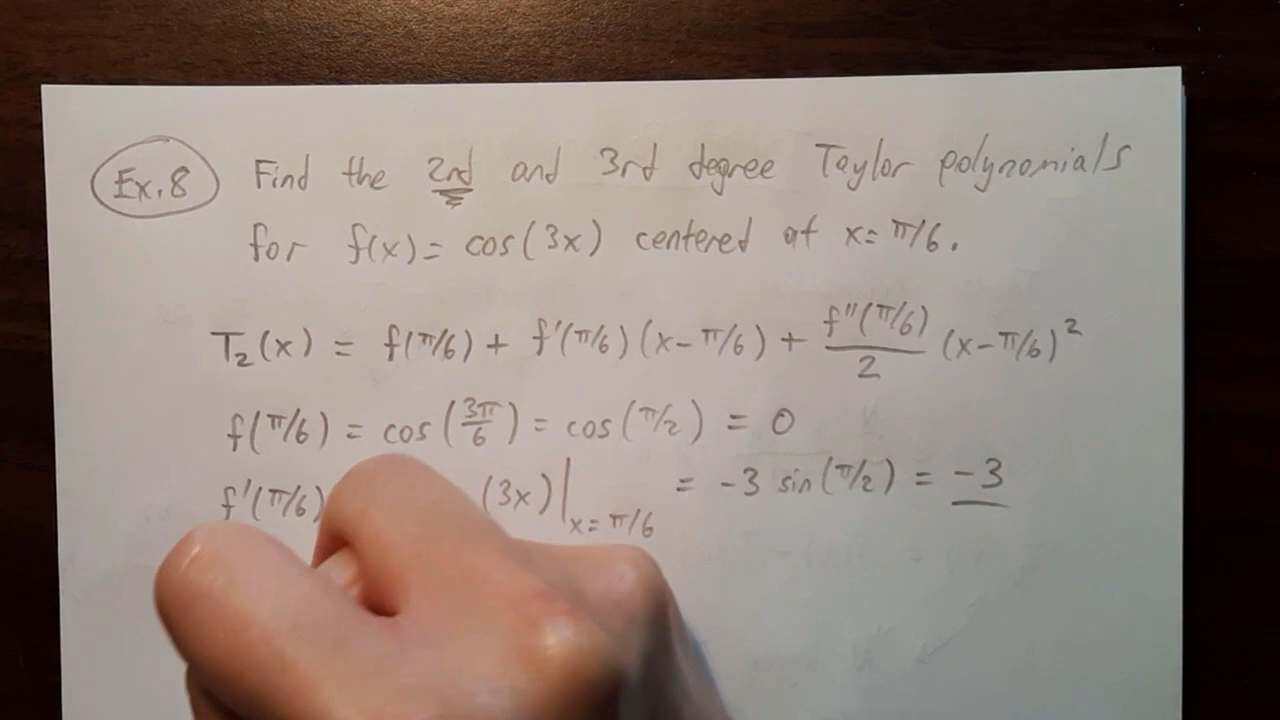 Ex. 8 Find the 2nd and 3rd degree Taylor polynomials
for f(x) = cos(3x) centered at x = π/6.
T₂(x) = f(π/6) + f'(π/6)(x-π/6) + f''(π/6)/2 (x-π/6)²
f(π/6) = cos(3π/6) = cos(π/2) = 0
f'(π/6) (3x)|x=π/6 = -3 sin(π/2) = -3